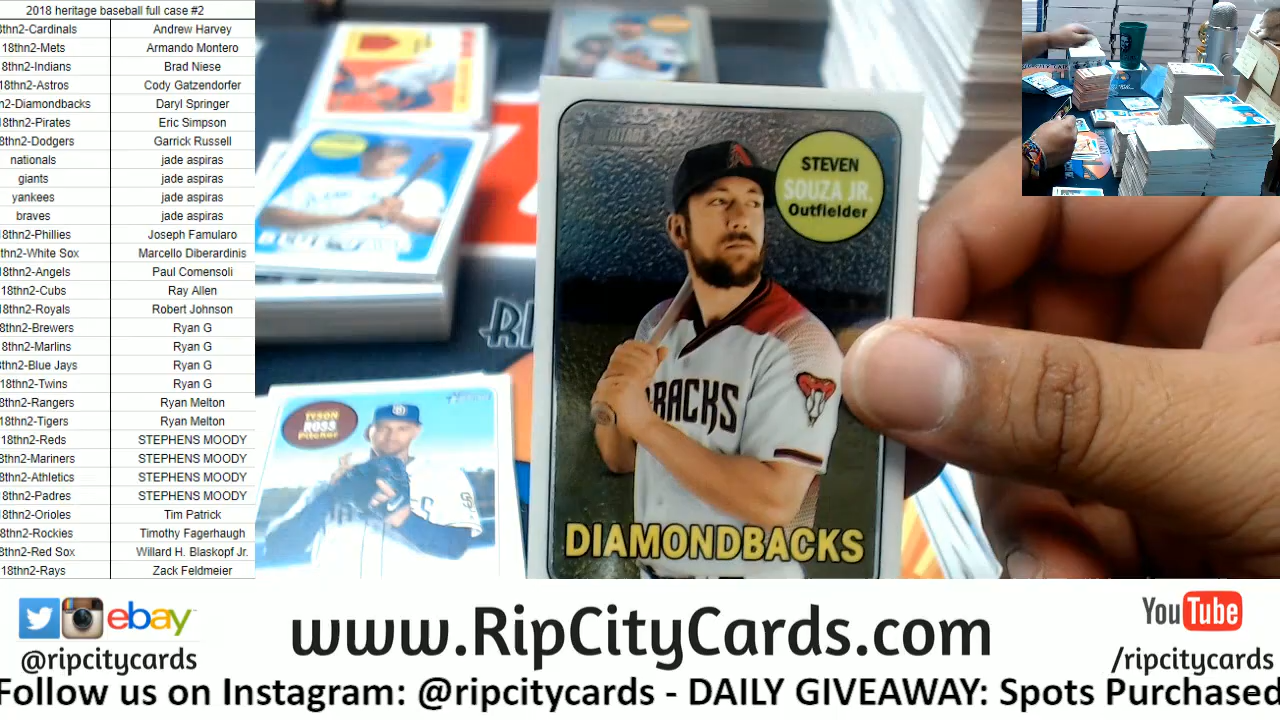 2018 heritage baseball full case #2
8thn2-Cardinals Andrew Harvey
18thn2-Mets Armando Montero
8thn2-Indians Brad Niese
18thn2-Astros Cody Gatzendorfer
n2-Diamondbacks Daryl Springer
18thn2-Pirates Eric Simpson
8thn2-Dodgers Garrick Russell
nationals jade aspiras
giants jade aspiras
yankees jade aspiras
braves jade aspiras
18thn2-Phillies Joseph Famularo
thn2-White Sox Marcello Diberardinis
18thn2-Angels Paul Comensoli
18thn2-Cubs Ray Allen
18thn2-Royals Robert Johnson
8thn2-Brewers Ryan G
18thn2-Marlins Ryan G
8thn2-Blue Jays Ryan G
18thn2-Twins Ryan G
8thn2-Rangers Ryan Melton
18thn2-Tigers Ryan Melton
18thn2-Reds STEPHENS MOODY
8thn2-Mariners STEPHENS MOODY
8thn2-Athletics STEPHENS MOODY
8thn2-Padres STEPHENS MOODY
18thn2-Orioles Tim Patrick
8thn2-Rockies Timothy Fagerhaugh
8thn2-Red Sox Willard H. Blaskopf Jr.
18thn2-Rays Zack Feldmeier
HERITAGE
STEVEN
SOUZA JR.
Outfielder
BACKS
DIAMONDBACKS
TYSON
ROSS
Pitcher
RI
ebay
@ripcitycards
www.RipCityCards.com
YouTube
/ripcitycards
Follow us on Instagram: @ripcitycards - DAILY GIVEAWAY: Spots Purchased